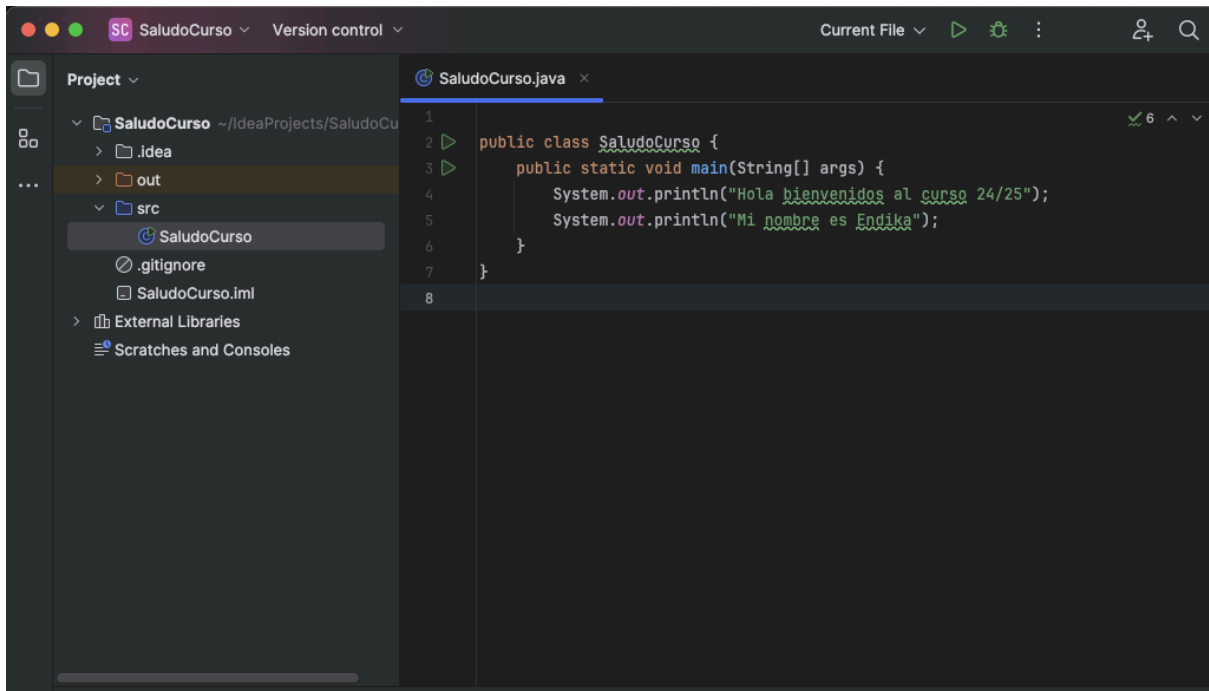 SC SaludoCurso Version control Current File
Project
SaludoCurso ~/IdeaProjects/SaludoCu
.idea
out
src
SaludoCurso
.gitignore
SaludoCurso.iml
External Libraries
Scratches and Consoles
SaludoCurso.java
6
1
2 public class SaludoCurso {
3 public static void main(String[] args) {
4 System.out.println("Hola bienvenidos al curso 24/25");
5 System.out.println("Mi nombre es Endika");
6 }
7 }
8